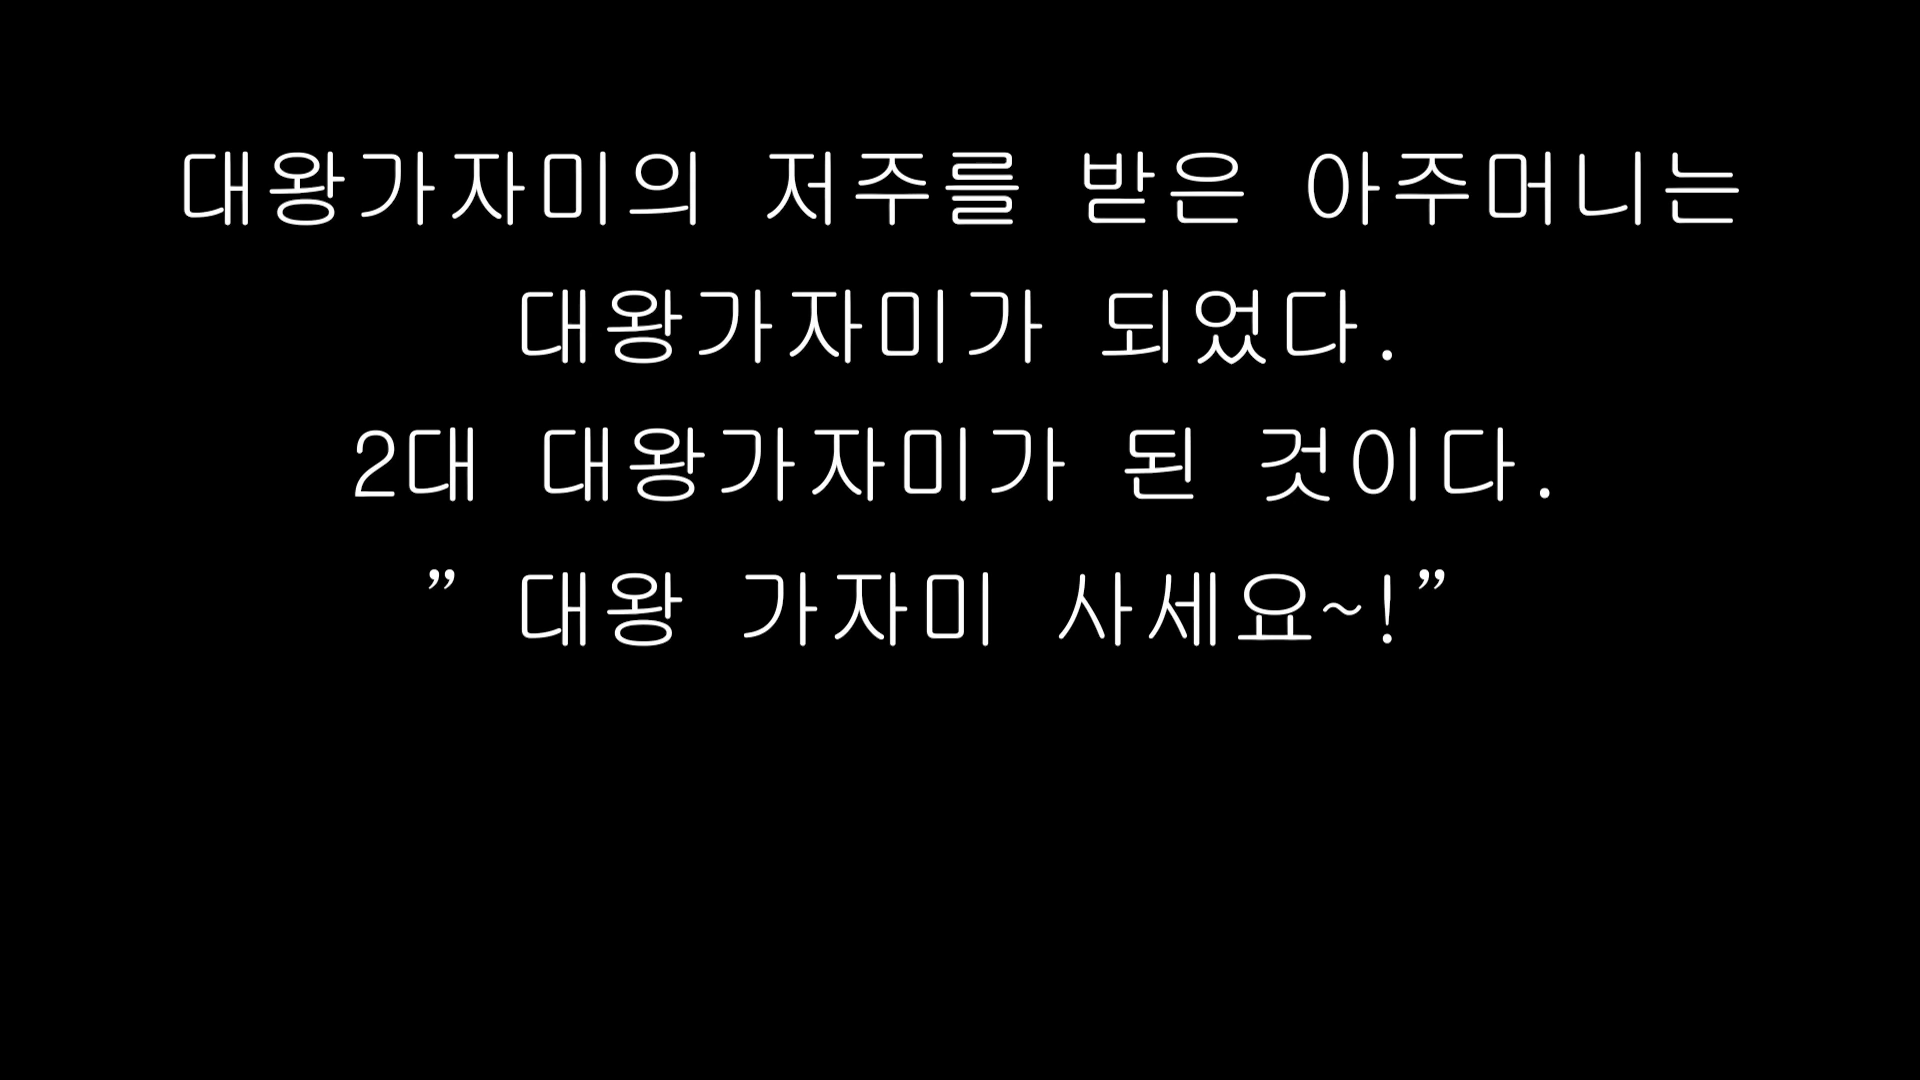 대왕가자미의 저주를 받은 아주머니는
대왕가자미가 되었다.
2대 대왕가자미가 된 것이다.
” 대왕 가자미 사세요~!”